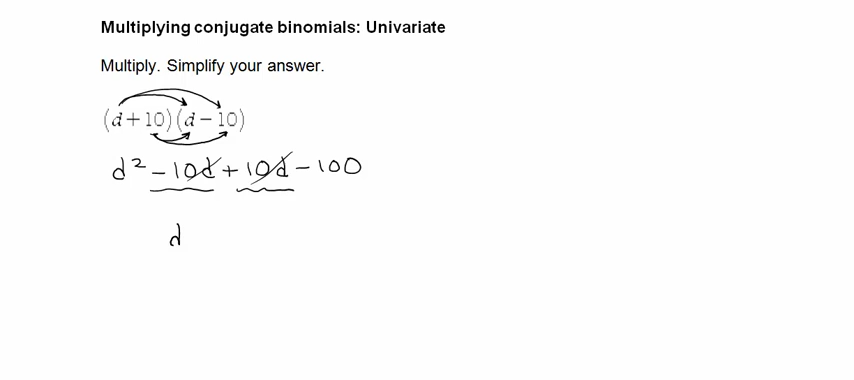 Multiplying conjugate binomials: Univariate
Multiply. Simplify your answer.
(d+10)(d−10)
d² − 10d + 10d − 100
d